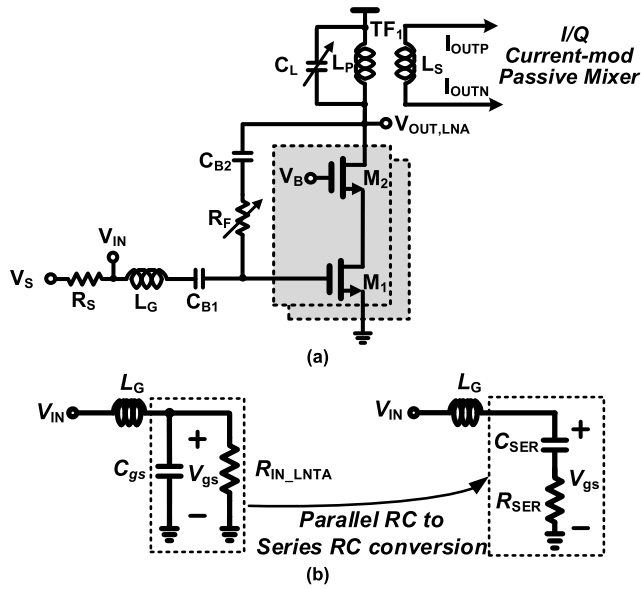 TF1
CL
LP
LS
IOUTP
IOUTN
I/Q
Current-mod
Passive Mixer
VOUT,LNA
CB2
VB
M2
RF
VIN
VS
RS
LG
CB1
M1
(a)
LG
VIN
Cgs
+
Vgs
–
RIN_LNTA
Parallel RC to
Series RC conversion
LG
VIN
CSER
+
Vgs
RSER
–
(b)